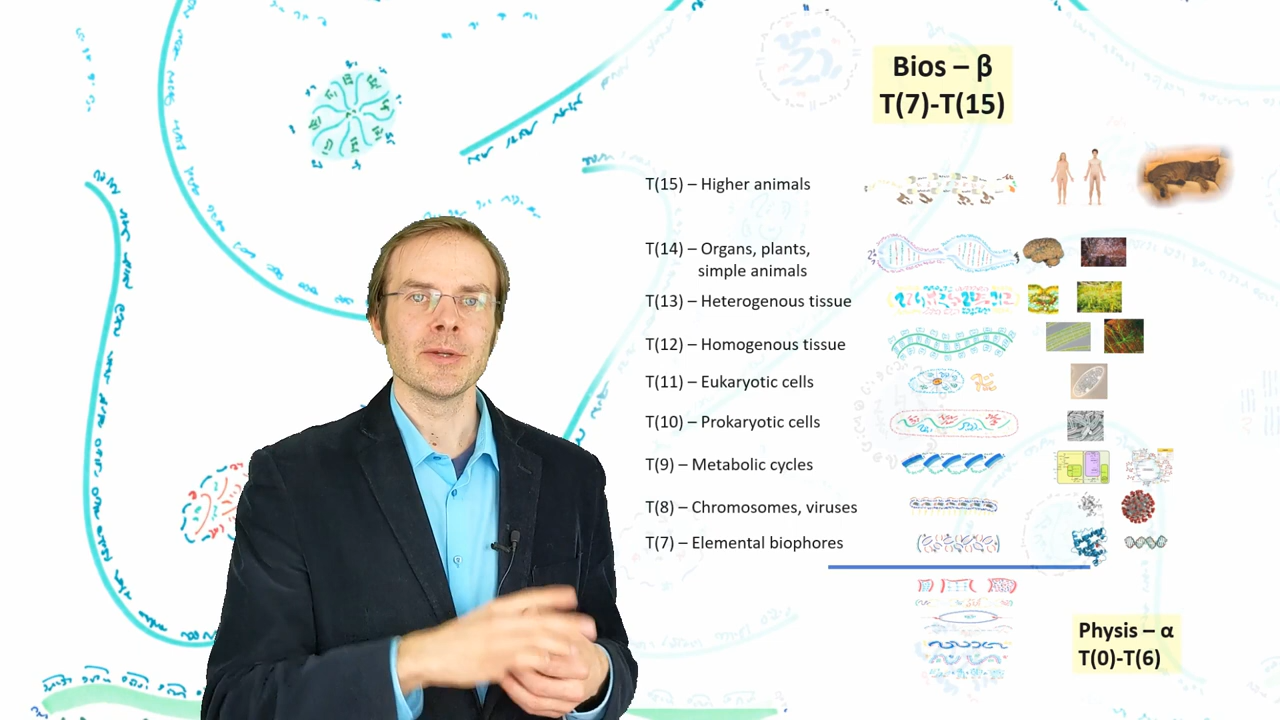 Bios – β
T(7)-T(15)
T(15) – Higher animals
T(14) – Organs, plants,
simple animals
T(13) – Heterogenous tissue
T(12) – Homogenous tissue
T(11) – Eukaryotic cells
T(10) – Prokaryotic cells
T(9) – Metabolic cycles
T(8) – Chromosomes, viruses
T(7) – Elemental biophores
Physis – α
T(0)-T(6)